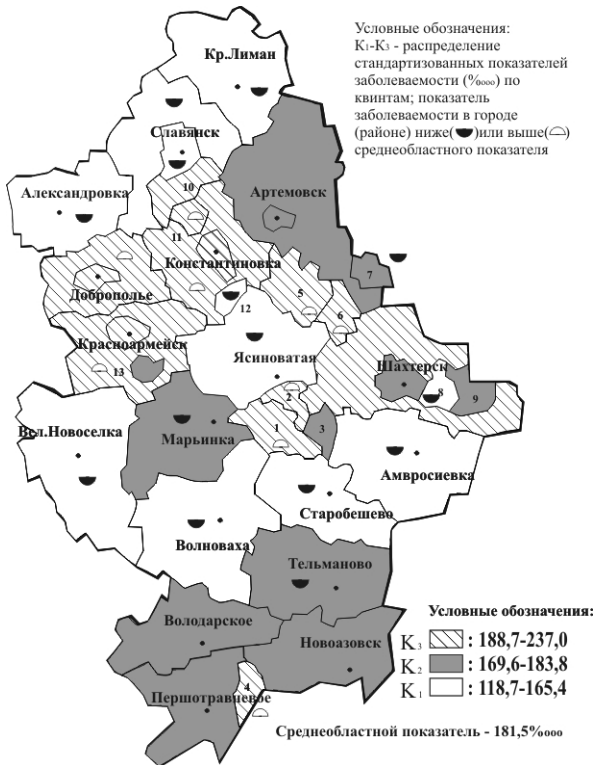 Условные обозначения:
К1-К3 - распределение
стандартизованных показателей
заболеваемости (%ооо) по
квинтам; показатель
заболеваемости в городе
(районе) ниже( )или выше( )
среднеобластного показателя
Кр.Лиман
Славянск
Александровка
10
Артемовск
11
Константиновка
7
Доброполье
5
12
6
Красноармейск
Ясиноватая
Шахтерск
13
2
8
9
Вел.Новоселка
Марьинка
1
3
Амвросиевка
Старобешево
Волноваха
Тельманово
Володарское
Новоазовск
4
Першотравневое
Условные обозначения:
К3 : 188,7-237,0
К2 : 169,6-183,8
К1 : 118,7-165,4
Среднеобластной показатель - 181,5%ооо